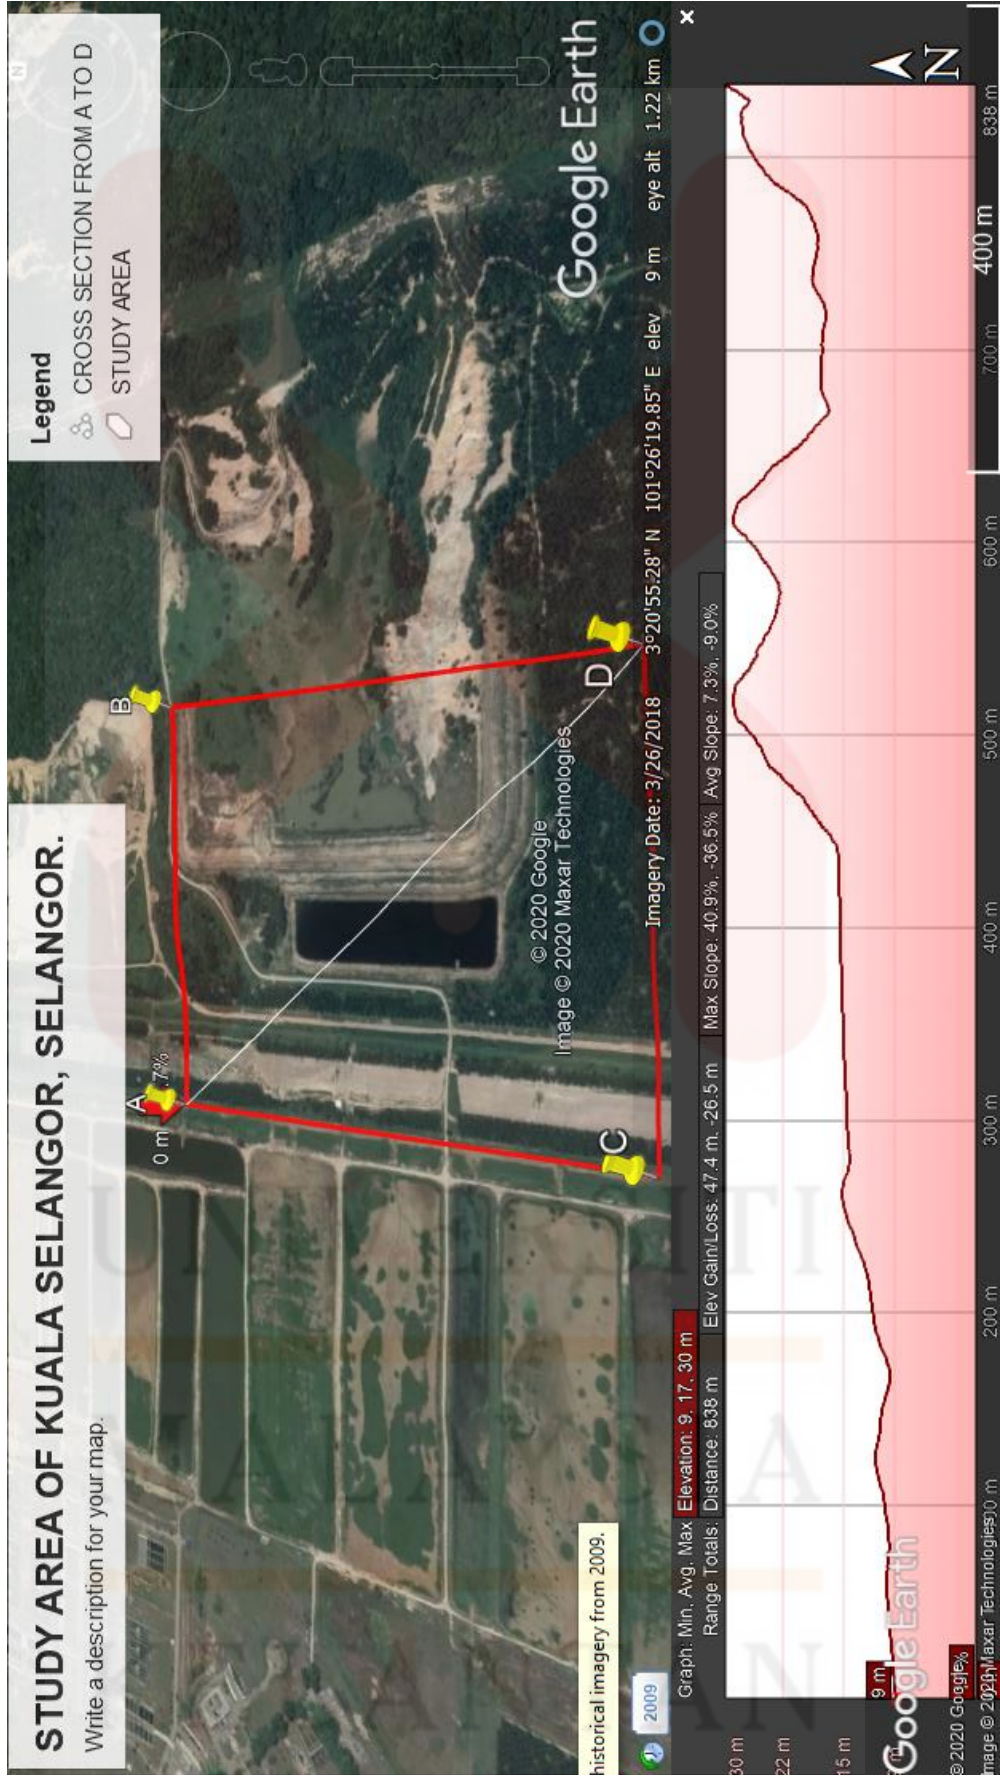 STUDY AREA OF KUALA SELANGOR, SELANGOR.
Write a description for your map.
Legend
CROSS SECTION FROM A TO D
STUDY AREA
N
A
.7%
0 m
B
C
D
© 2020 Google
Image © 2020 Maxar Technologies
Google Earth
historical imagery from 2009.
2009
Imagery Date: 3/26/2018 3°20'55.28" N 101°26'19.85" E elev 9 m eye alt 1.22 km
Graph: Min, Avg, Max Elevation: 9, 17, 30 m
Range Totals: Distance: 838 m Elev Gain/Loss: 47.4 m, -26.5 m Max Slope: 40.9%, -36.5% Avg Slope: 7.3%, -9.0%
30 m
22 m
15 m
9 m
Google Earth
N
© 2020 Google
200 m 300 m 400 m 500 m 600 m 700 m 838 m
400 m
UNIVERSITI
MALAYSIA
KELANTAN